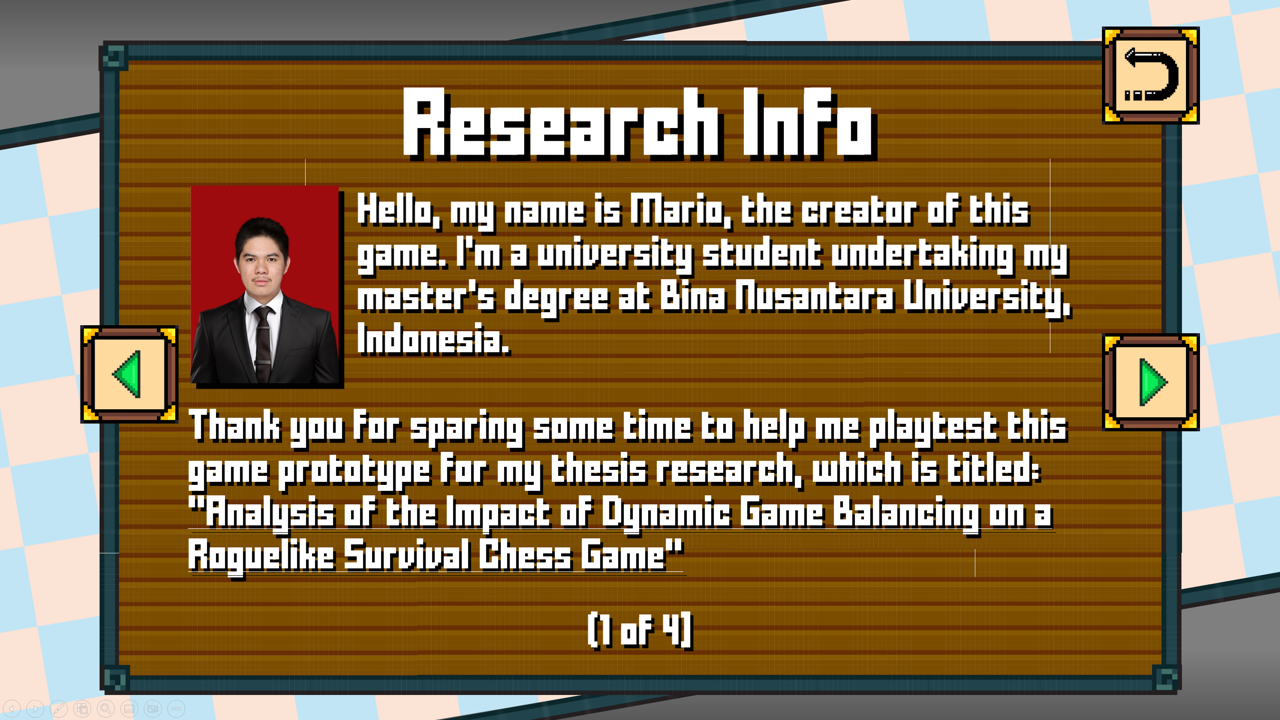 Research Info
Hello, my name is Mario, the creator of this
game. I'm a university student undertaking my
master's degree at Bina Nusantara University,
Indonesia.
Thank you for sparing some time to help me playtest this
game prototype for my thesis research, which is titled:
"Analysis of the Impact of Dynamic Game Balancing on a
Roguelike Survival Chess Game"
(1 of 4)